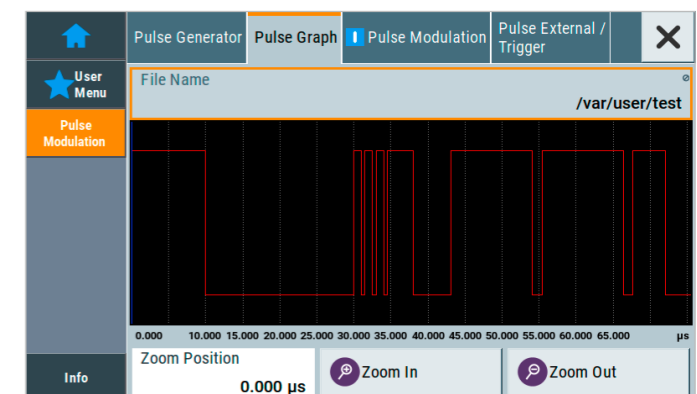 Pulse Generator
Pulse Graph
Pulse Modulation
Pulse External /
Trigger
User
Menu
Pulse
Modulation
Info
File Name
/var/user/test
0.000 10.000 15.000 20.000 25.000 30.000 35.000 40.000 45.000 50.000 55.000 60.000 65.000 µs
Zoom Position
0.000 µs
Zoom In
Zoom Out